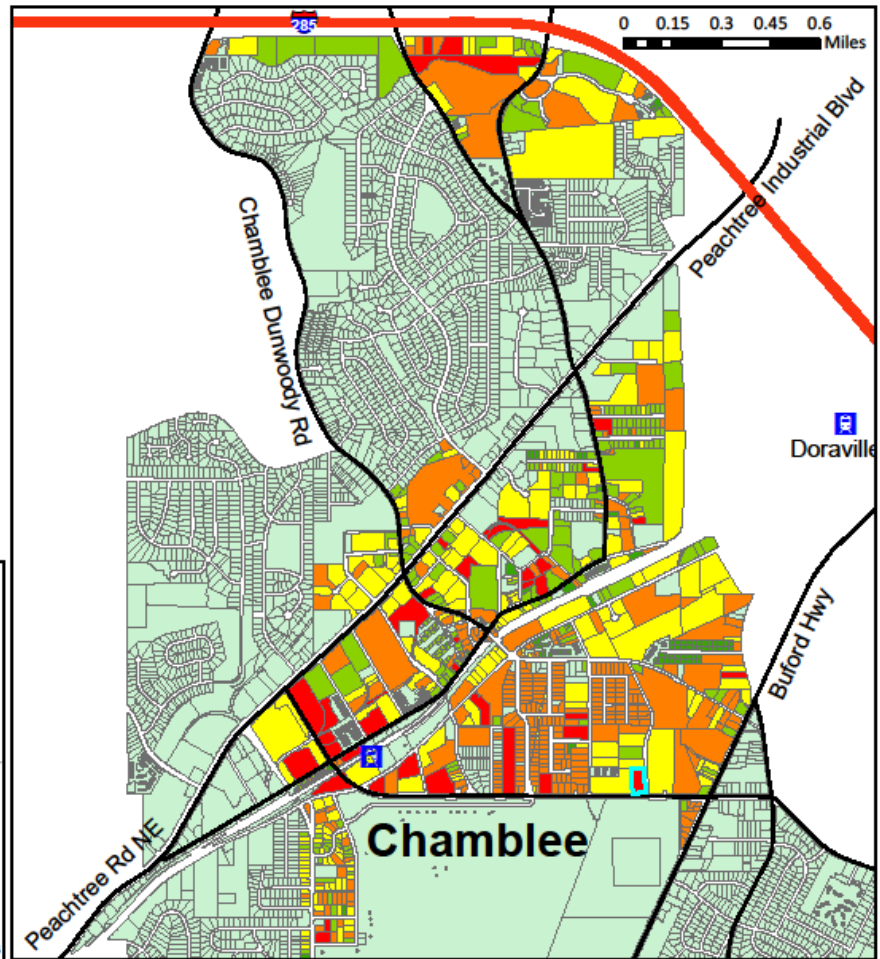 285
0 0.15 0.3 0.45 0.6
Miles
Peachtree Industrial Blvd
Chamblee Dunwoody Rd
Doraville
Buford Hwy
Chamblee
Peachtree Rd NE